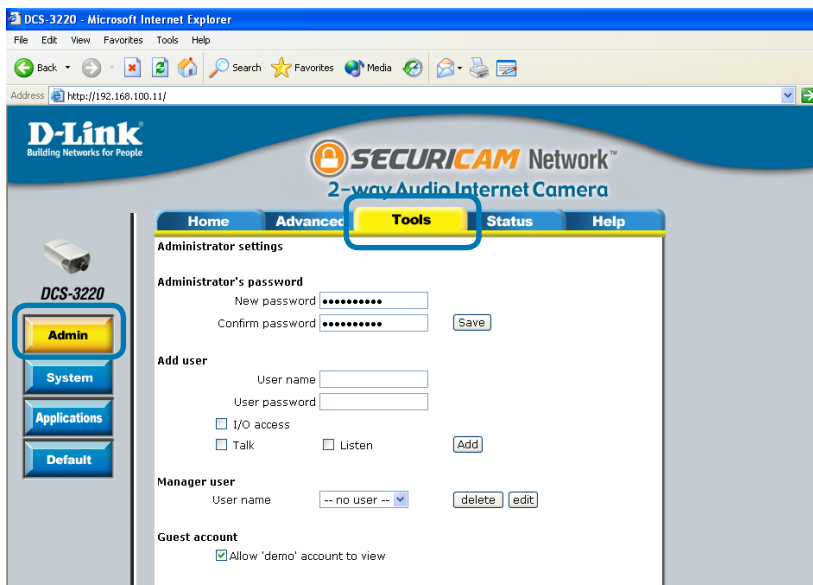 DCS-3220 - Microsoft Internet Explorer
File Edit View Favorites Tools Help
Back Search Favorites Media
Address http://192.168.100.11/
D-Link
Building Networks for People
SECURICAM Network™
2-way Audio Internet Camera
Home Advanced Tools Status Help
DCS-3220
Admin
System
Applications
Default
Administrator settings
Administrator's password
New password ••••••••••
Confirm password •••••••••• Save
Add user
User name
User password
I/O access
Talk Listen Add
Manager user
User name -- no user -- delete edit
Guest account
Allow 'demo' account to view